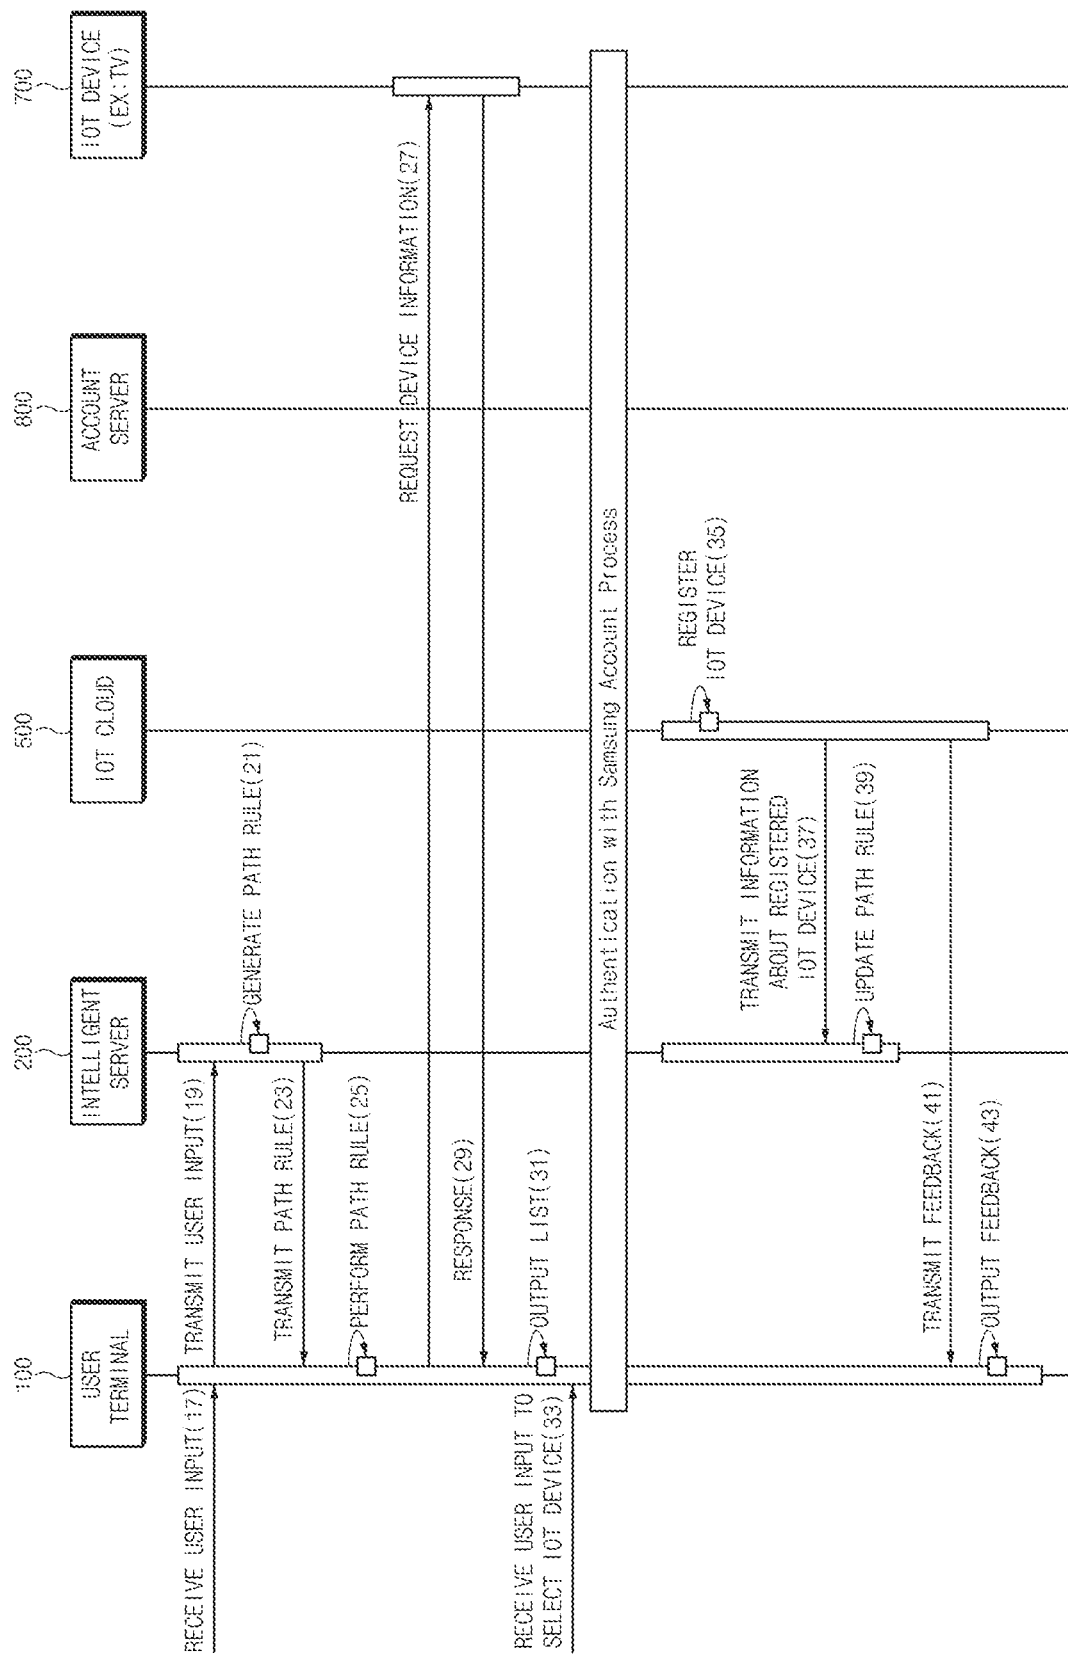 100
USER
TERMINAL
200
INTELLIGENT
SERVER
500
IOT CLOUD
800
ACCOUNT
SERVER
700
IOT DEVICE
(EX:TV)
RECEIVE USER INPUT(17)
TRANSMIT USER INPUT(19)
GENERATE PATH RULE(21)
TRANSMIT PATH RULE(23)
PERFORM PATH RULE(25)
REQUEST DEVICE INFORMATION(27)
RESPONSE(29)
OUTPUT LIST(31)
RECEIVE USER INPUT TO
SELECT IOT DEVICE(33)
Authentication with Samsung Account Process
REGISTER
IOT DEVICE(35)
TRANSMIT INFORMATION
ABOUT REGISTERED
IOT DEVICE(37)
UPDATE PATH RULE(39)
TRANSMIT FEEDBACK(41)
OUTPUT FEEDBACK(43)